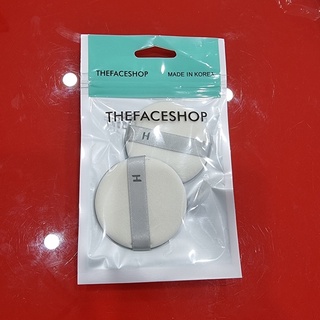 THEFACESHOP MADE IN KOREA
THEFACESHOP
H
H